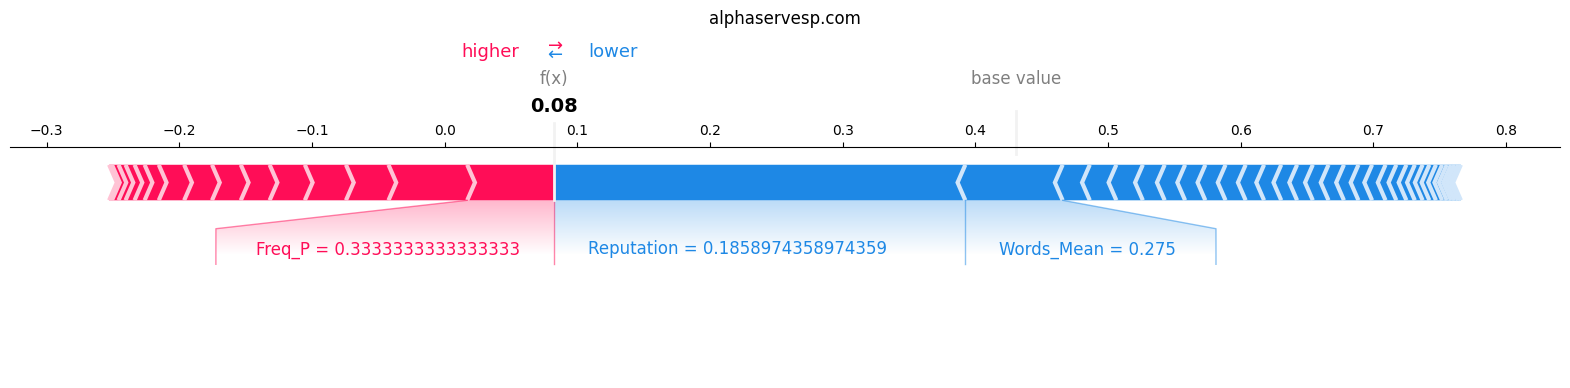 alphaservesp.com
higher ⇄ lower
f(x) base value
0.08
−0.3 −0.2 −0.1 0.0 0.1 0.2 0.3 0.4 0.5 0.6 0.7 0.8
Freq_P = 0.3333333333333333 Reputation = 0.1858974358974359 Words_Mean = 0.275